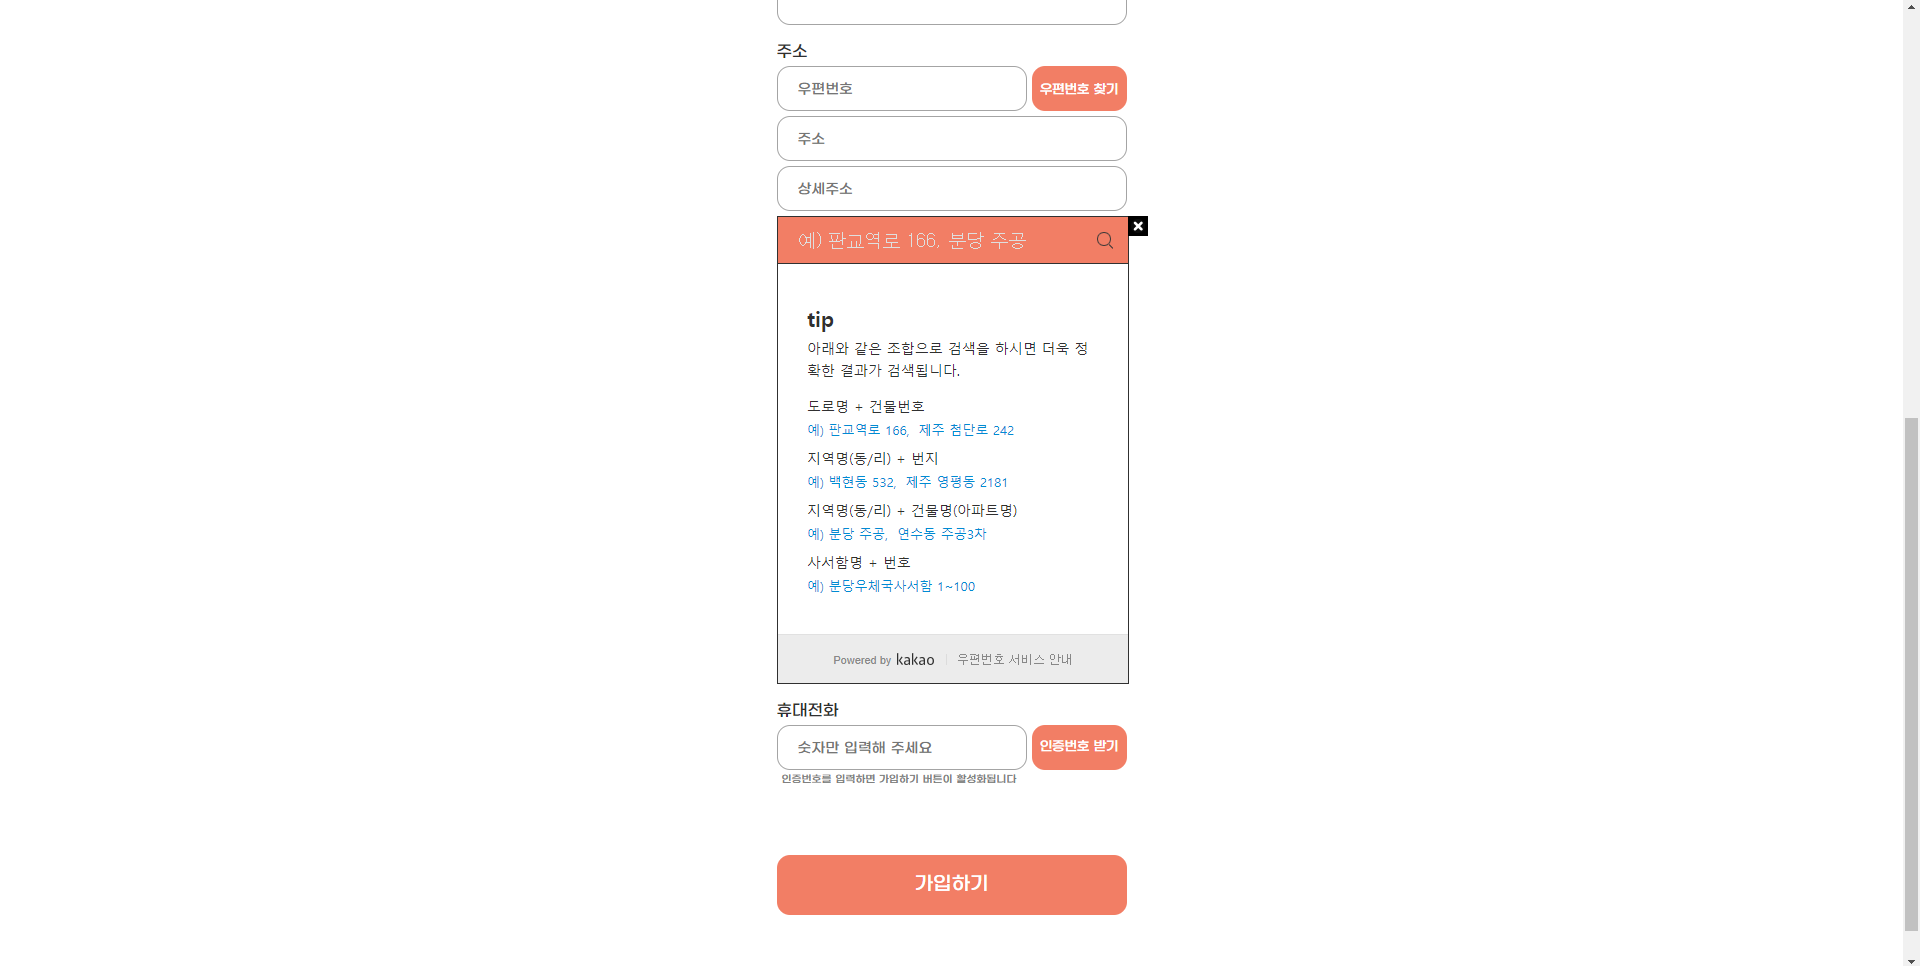 주소
우편번호
우편번호 찾기
주소
상세주소
예) 판교역로 166, 분당 주공
tip
아래와 같은 조합으로 검색을 하시면 더욱 정
확한 결과가 검색됩니다.
도로명 + 건물번호
예) 판교역로 166, 제주 첨단로 242
지역명(동/리) + 번지
예) 백현동 532, 제주 영평동 2181
지역명(동/리) + 건물명(아파트명)
예) 분당 주공, 연수동 주공3차
사서함명 + 번호
예) 분당우체국사서함 1~100
Powered by kakao 우편번호 서비스 안내
휴대전화
숫자만 입력해 주세요
인증번호 받기
인증번호를 입력하면 가입하기 버튼이 활성화됩니다
가입하기